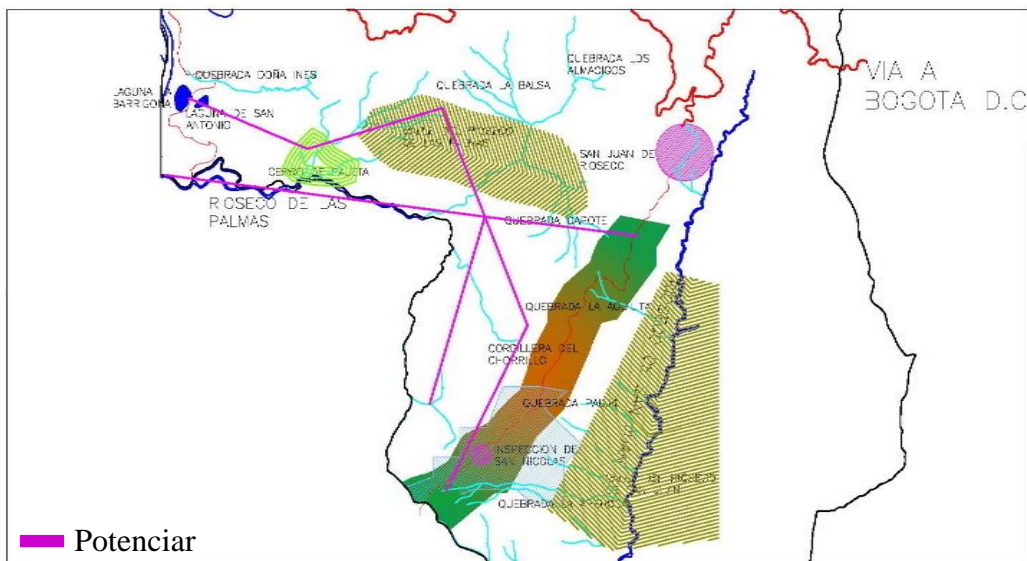 QUEBRADA DOÑA INES
LAGUNA LA
BARRIGONA
LAGUNA DE SAN
ANTONIO
QUEBRADA LA BALSA
QUEBRADA LOS
ALMACIGOS
VIA A
BOGOTA D.C
SAN JUAN DE
RIOSECO
RIOSECO DE LAS
PALMAS
QUEBRADA CAPOTE
QUEBRADA LA
CORDILLERA DEL
CHORRILLO
QUEBRADA
INSPECCION DE
SAN NICOLAS
QUEBRADA LA
Potenciar